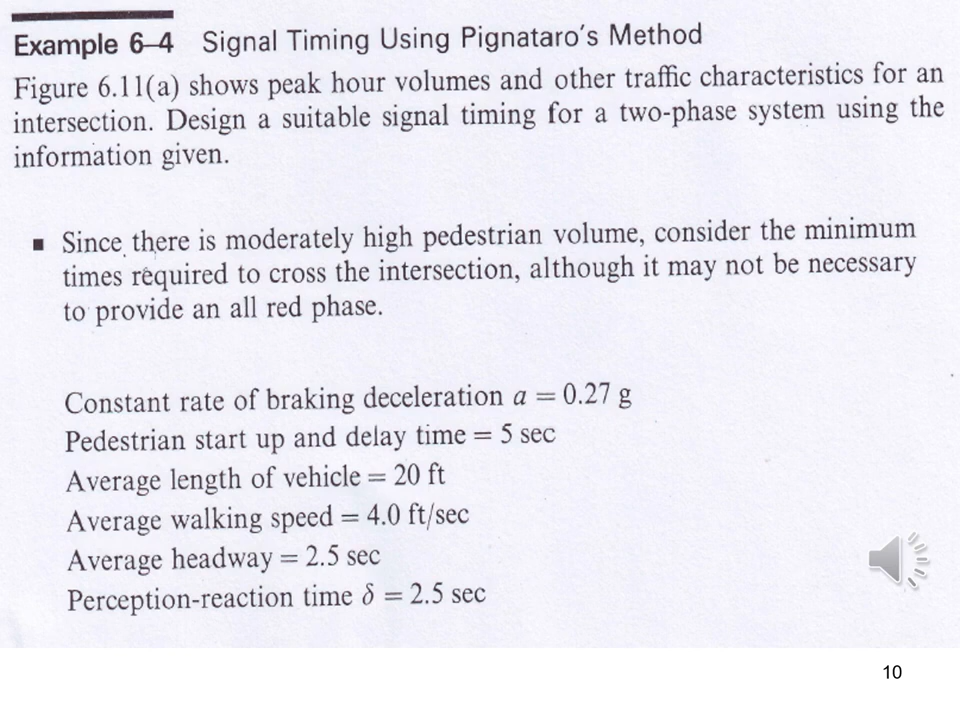 Example 6–4 Signal Timing Using Pignataro's Method
Figure 6.11(a) shows peak hour volumes and other traffic characteristics for an
intersection. Design a suitable signal timing for a two-phase system using the
information given.
▪ Since there is moderately high pedestrian volume, consider the minimum
times required to cross the intersection, although it may not be necessary
to provide an all red phase.
Constant rate of braking deceleration a = 0.27 g
Pedestrian start up and delay time = 5 sec
Average length of vehicle = 20 ft
Average walking speed = 4.0 ft/sec
Average headway = 2.5 sec
Perception-reaction time δ = 2.5 sec
10